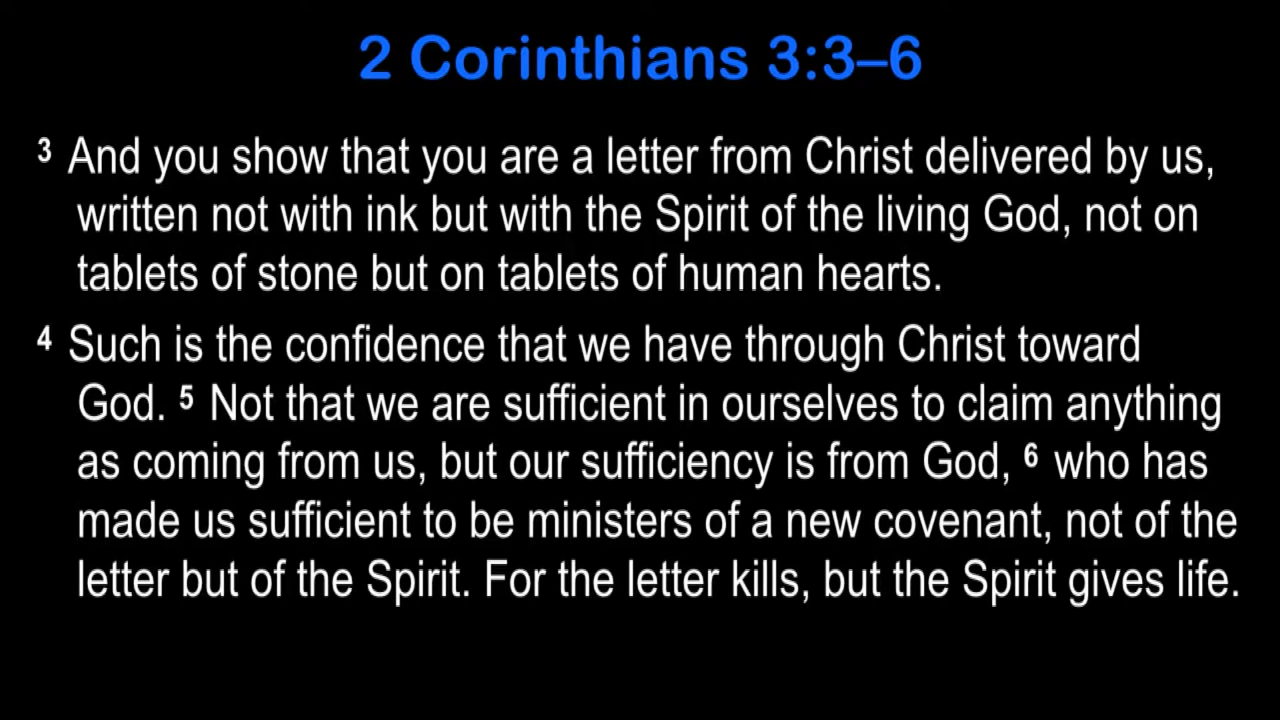 2 Corinthians 3:3–6
3 And you show that you are a letter from Christ delivered by us,
written not with ink but with the Spirit of the living God, not on
tablets of stone but on tablets of human hearts.
4 Such is the confidence that we have through Christ toward
God. 5 Not that we are sufficient in ourselves to claim anything
as coming from us, but our sufficiency is from God, 6 who has
made us sufficient to be ministers of a new covenant, not of the
letter but of the Spirit. For the letter kills, but the Spirit gives life.